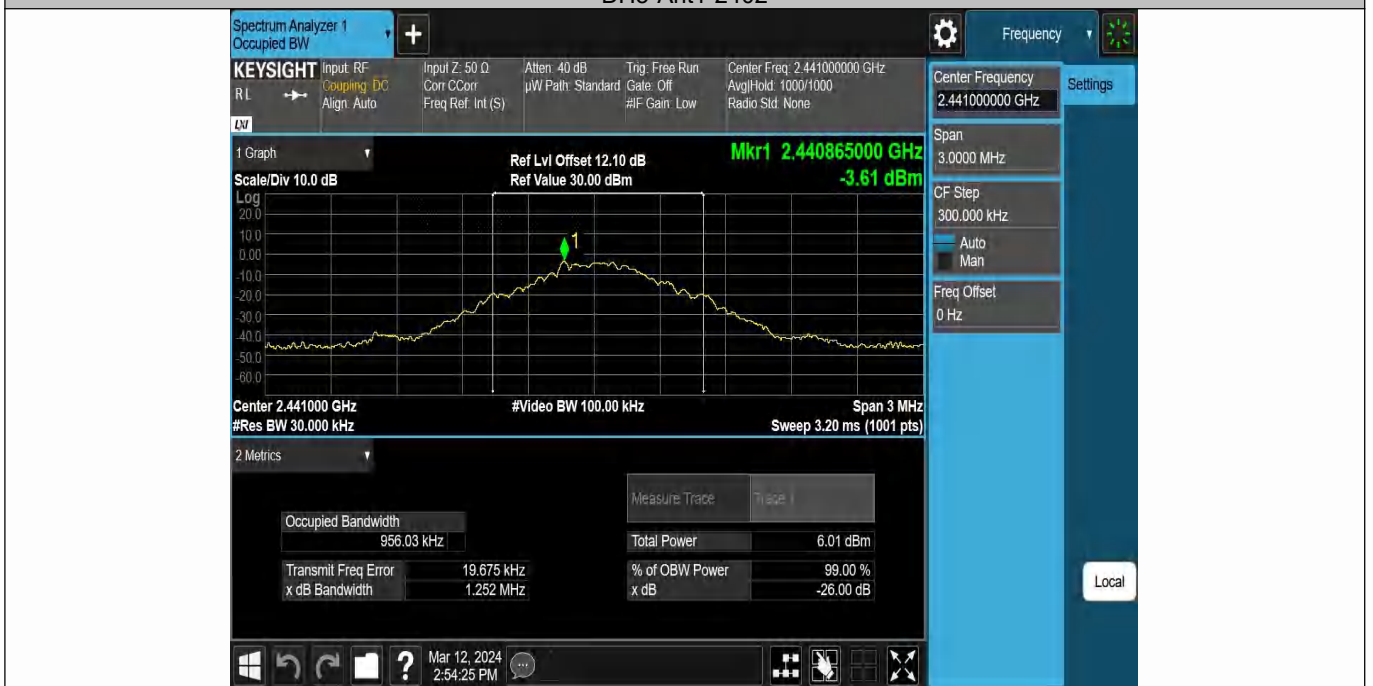 Spectrum Analyzer 1
Occupied BW
+
Frequency
KEYSIGHT
R L
LXI
Input: RF
Coupling: DC
Align: Auto
Input Z: 50 Ω
Corr CCorr
Freq Ref: Int (S)
Atten: 40 dB
µW Path: Standard
Trig: Free Run
Gate: Off
#IF Gain: Low
Center Freq: 2.441000000 GHz
Avg|Hold: 1000/1000
Radio Std: None
Center Frequency
2.441000000 GHz
Settings
Span
3.0000 MHz
CF Step
300.000 kHz
Auto
Man
Freq Offset
0 Hz
1 Graph
Scale/Div 10.0 dB
Ref Lvl Offset 12.10 dB
Ref Value 30.00 dBm
Mkr1 2.440865000 GHz
-3.61 dBm
Log
20.0
10.0
0.00
-10.0
-20.0
-30.0
-40.0
-50.0
-60.0
1
Center 2.441000 GHz
#Video BW 100.00 kHz
Span 3 MHz
#Res BW 30.000 kHz
Sweep 3.20 ms (1001 pts)
2 Metrics
Measure Trace
Trace 1
Occupied Bandwidth
956.03 kHz
Total Power
6.01 dBm
Transmit Freq Error
19.675 kHz
% of OBW Power
99.00 %
x dB Bandwidth
1.252 MHz
x dB
-26.00 dB
Local
?
Mar 12, 2024
2:54:25 PM